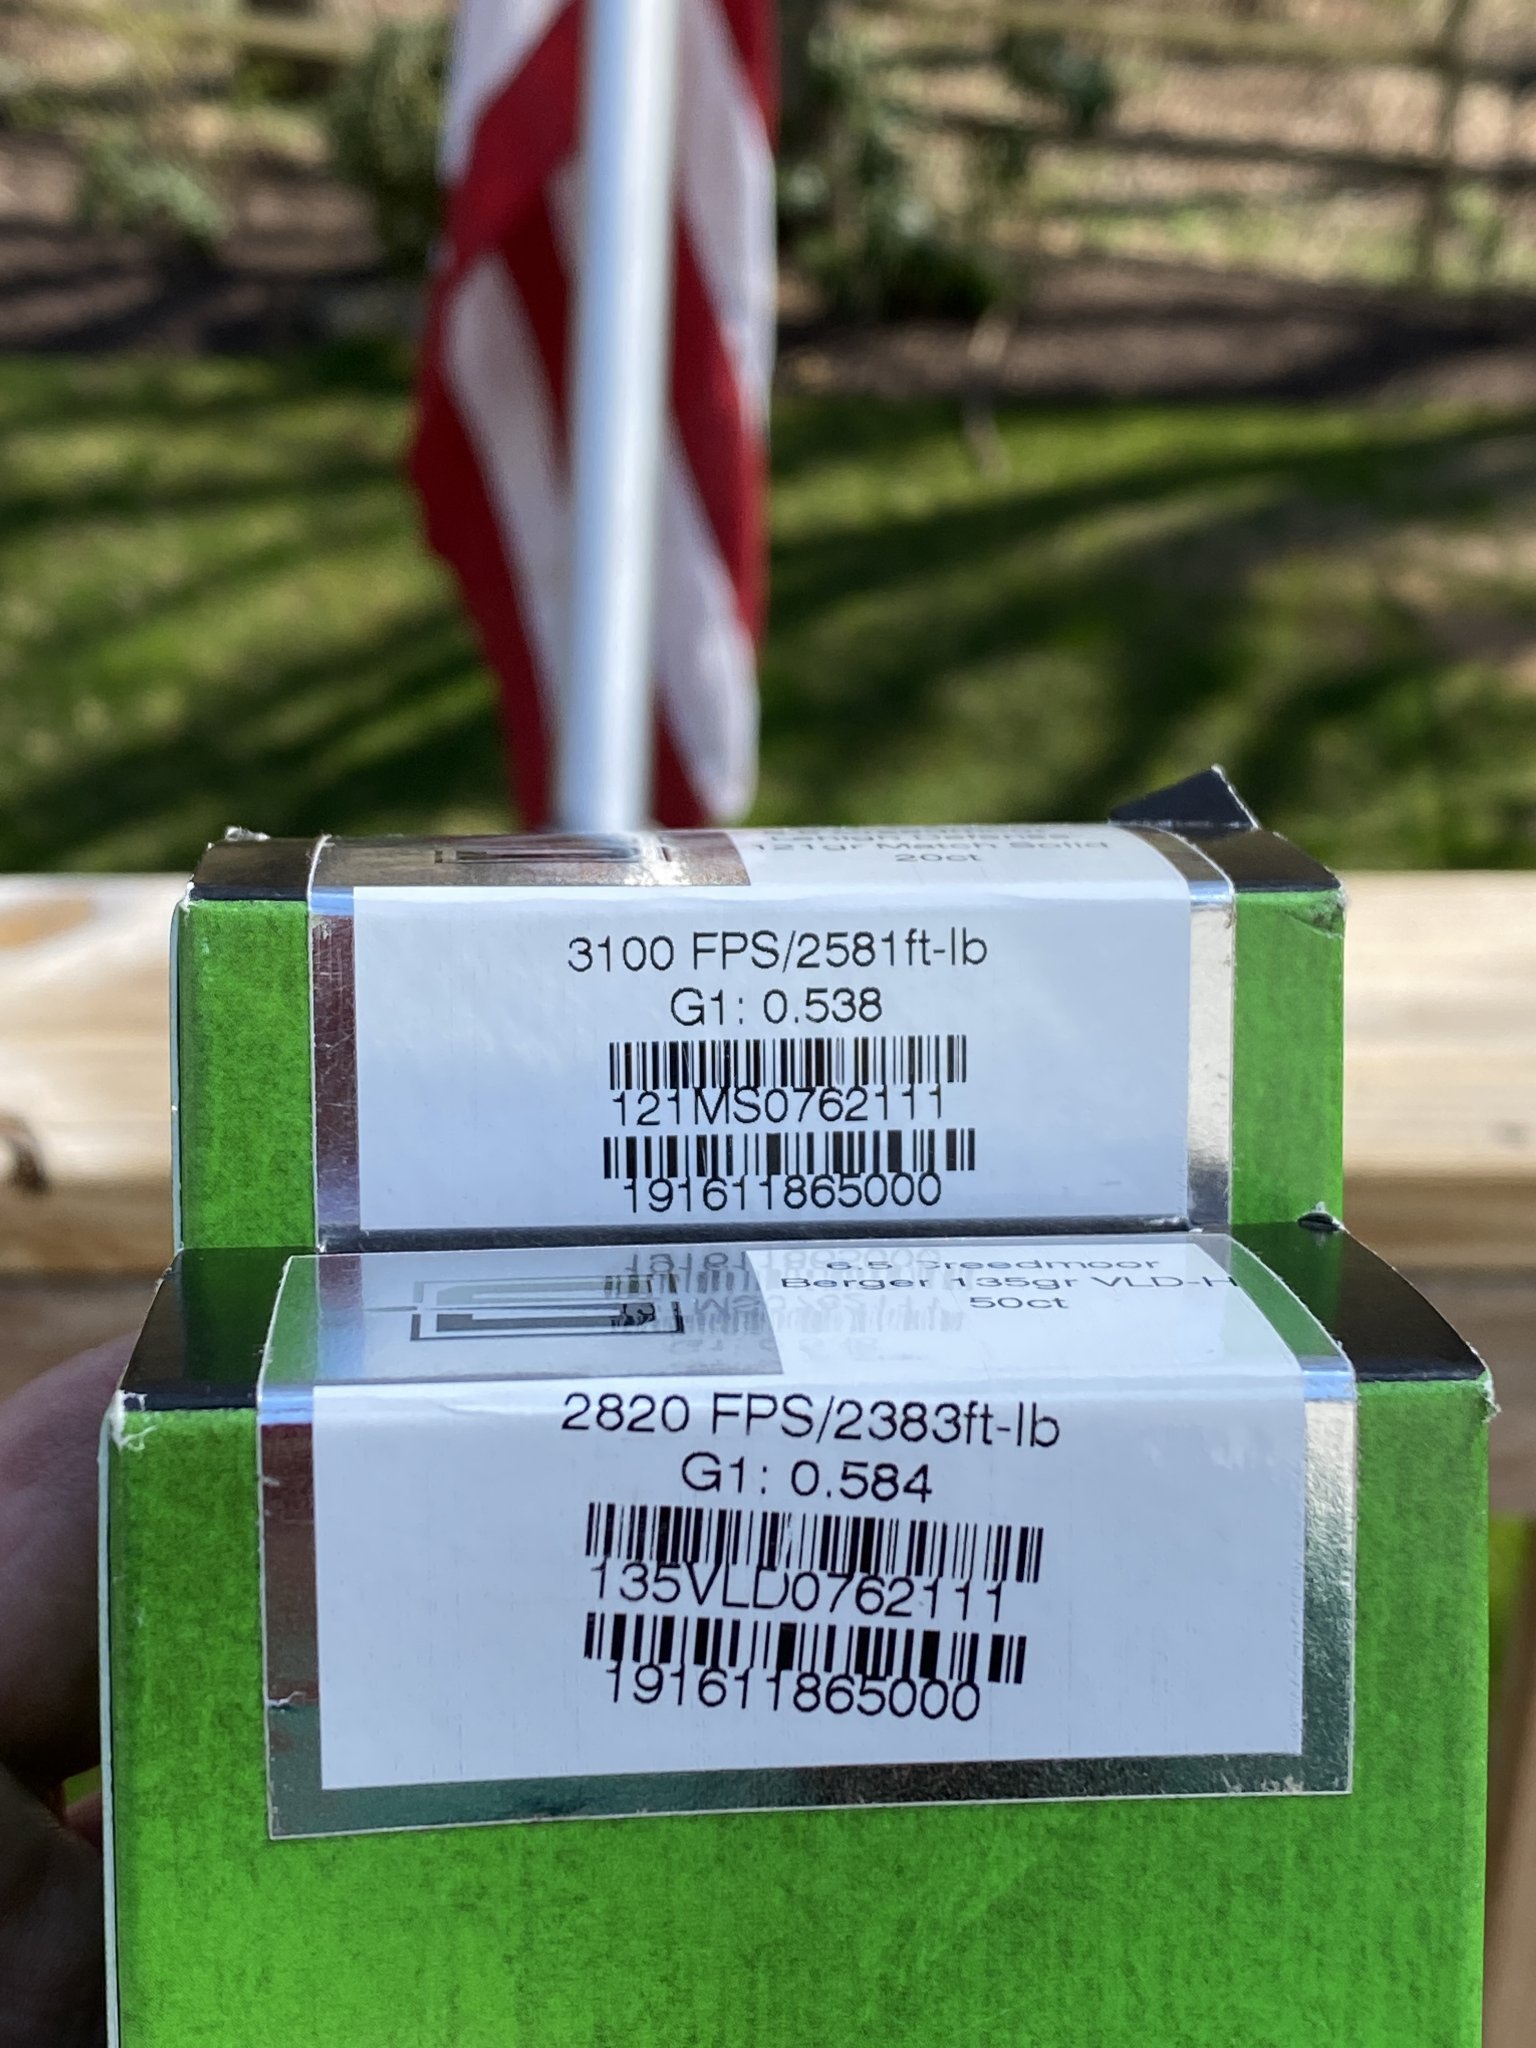 121gr Match Solid
20ct
3100 FPS/2581ft-lb
G1: 0.538
121MS0762111
191611865000
6.5 Creedmoor
Berger 135gr VLD-H
50ct
2820 FPS/2383ft-lb
G1: 0.584
135VLD0762111
191611865000